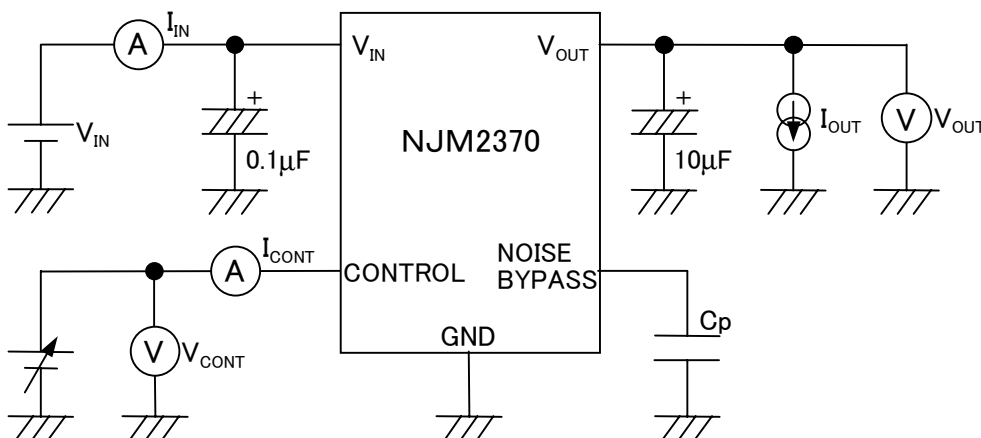 I_IN
A
V_IN
+
0.1μF
V_IN
V_OUT
NJM2370
+
10μF
I_OUT
V
V_OUT
I_CONT
A
CONTROL
NOISE
BYPASS
V
V_CONT
GND
Cp